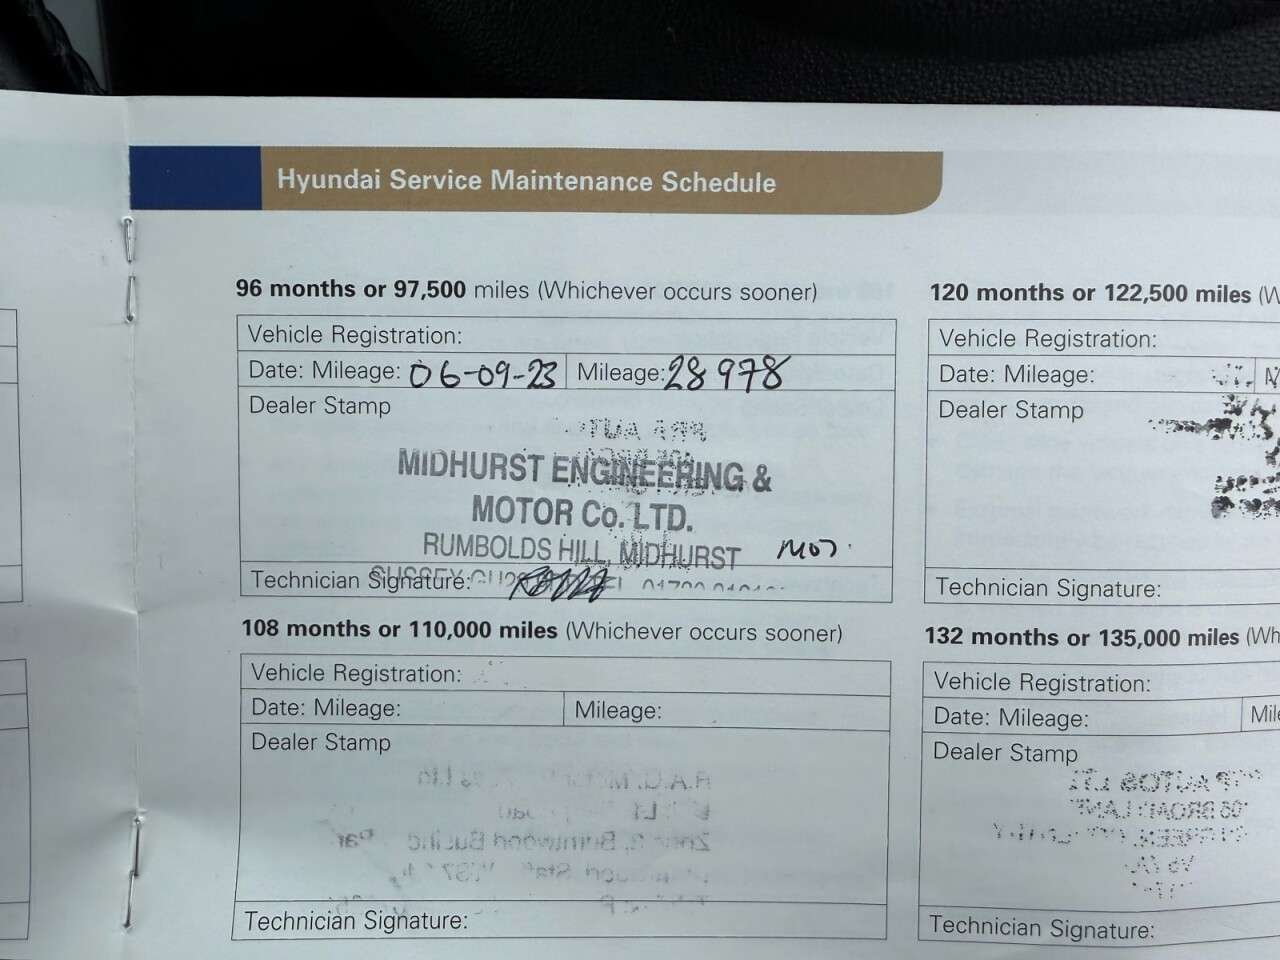 Hyundai Service Maintenance Schedule
96 months or 97,500 miles (Whichever occurs sooner)
Vehicle Registration:
Date: Mileage: 06-09-23 Mileage: 28978
Dealer Stamp
MIDHURST ENGINEERING &
MOTOR Co. LTD.
RUMBOLDS HILL, MIDHURST MOT.
Technician Signature: SUSSEX
108 months or 110,000 miles (Whichever occurs sooner)
Vehicle Registration:
Date: Mileage: Mileage:
Dealer Stamp
Technician Signature:
120 months or 122,500 miles
Vehicle Registration:
Date: Mileage:
Dealer Stamp
Technician Signature:
132 months or 135,000 miles
Vehicle Registration:
Date: Mileage:
Dealer Stamp
Technician Signature: